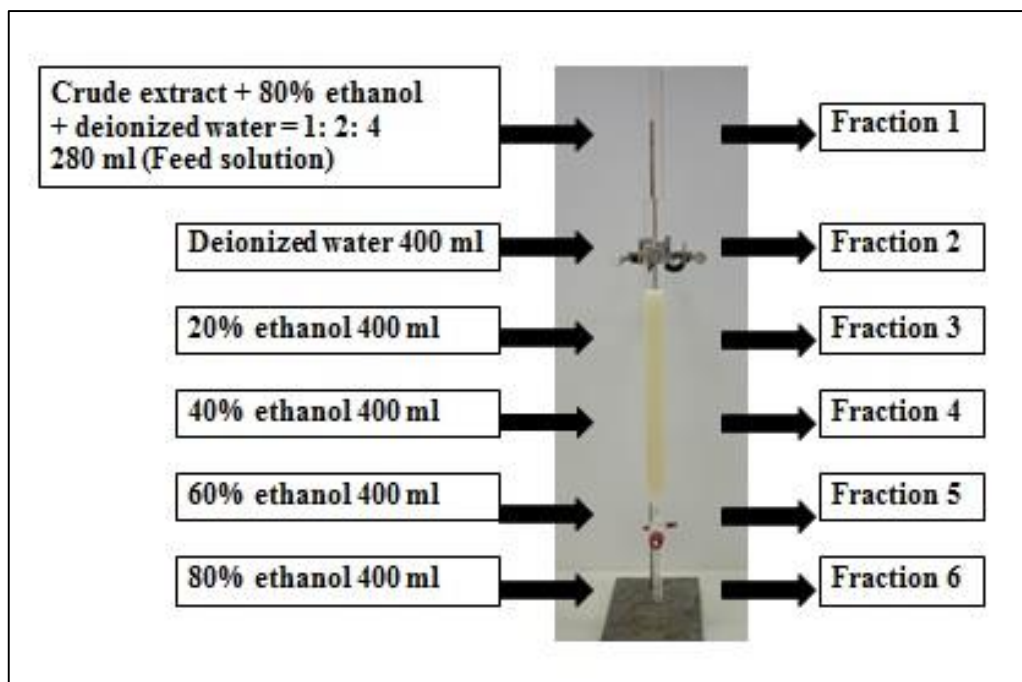 Crude extract + 80% ethanol
+ deionized water = 1: 2: 4
280 ml (Feed solution)
Fraction 1
Deionized water 400 ml
Fraction 2
20% ethanol 400 ml
Fraction 3
40% ethanol 400 ml
Fraction 4
60% ethanol 400 ml
Fraction 5
80% ethanol 400 ml
Fraction 6